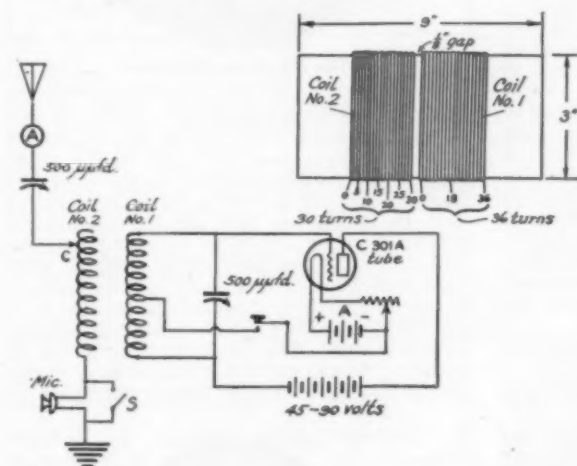 9"
1/8" gap
Coil
No.2
Coil
No.1
3"
0 5 10 15 20 25 30 0 18 36
30 turns
36 turns
A
500 µµfd.
Coil
No. 2
Coil
No. 1
C
500 µµfd.
C 301A
tube
+ A -
Mic.
S
45-90 volts